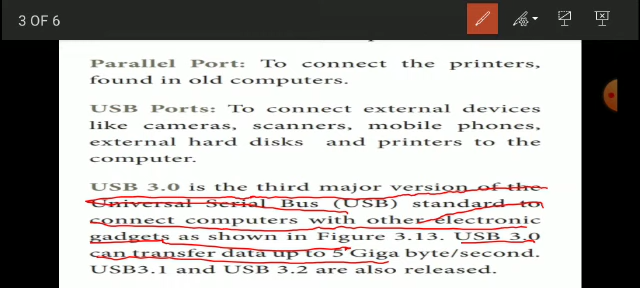 3 OF 6
Parallel Port: To connect the printers,
found in old computers.
USB Ports: To connect external devices
like cameras, scanners, mobile phones,
external hard disks and printers to the
computer.
USB 3.0 is the third major version of the
Universal Serial Bus (USB) standard to
connect computers with other electronic
gadgets as shown in Figure 3.13. USB 3.0
can transfer data up to 5 Giga byte/second.
USB3.1 and USB 3.2 are also released.